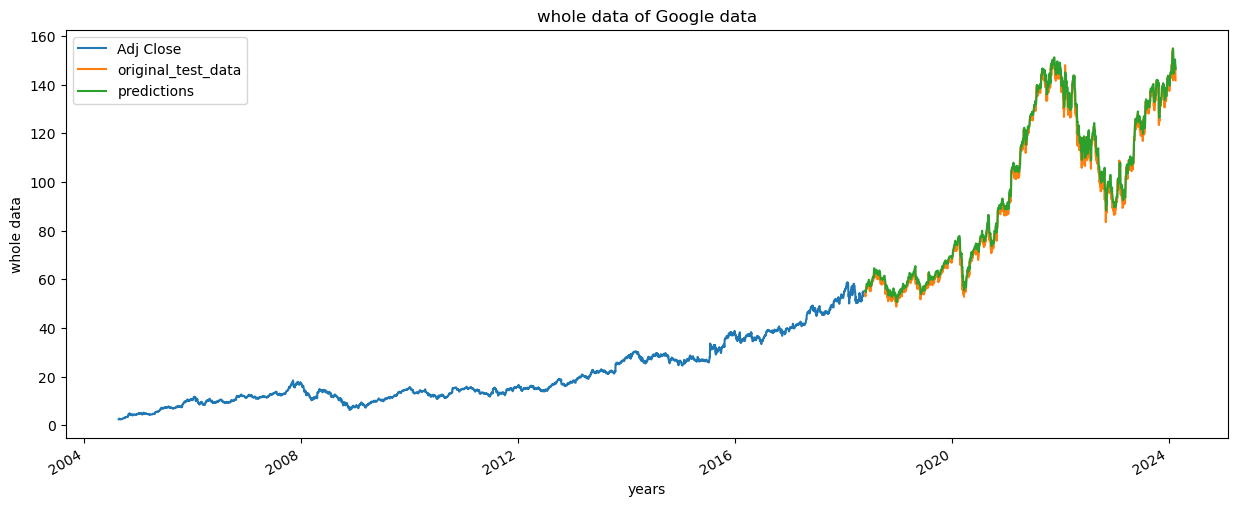 whole data of Google data
Adj Close
original_test_data
predictions
whole data
160
140
120
100
80
60
40
20
0
2004
2008
2012
2016
2020
2024
years